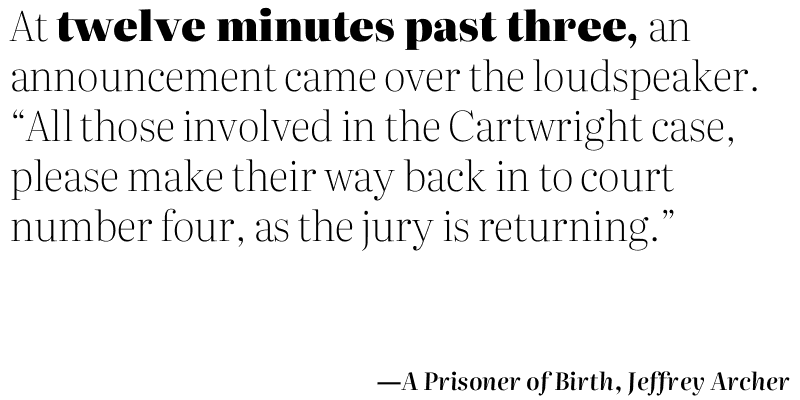 At twelve minutes past three, an
announcement came over the loudspeaker.
“All those involved in the Cartwright case,
please make their way back in to court
number four, as the jury is returning.”
—A Prisoner of Birth, Jeffrey Archer